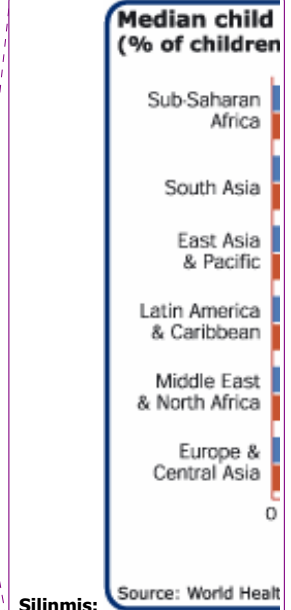 Median child
(% of children
Sub-Saharan
Africa
South Asia
East Asia
& Pacific
Latin America
& Caribbean
Middle East
& North Africa
Europe &
Central Asia
0
Source: World Healt
Silinmis: